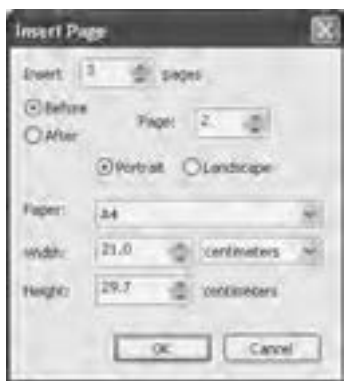 Insert Page
Insert 3 pages
Before
After
Page: 2
Portrait Landscape
Paper: A4
Width: 21.0 centimeters
Height: 29.7 centimeters
OK Cancel